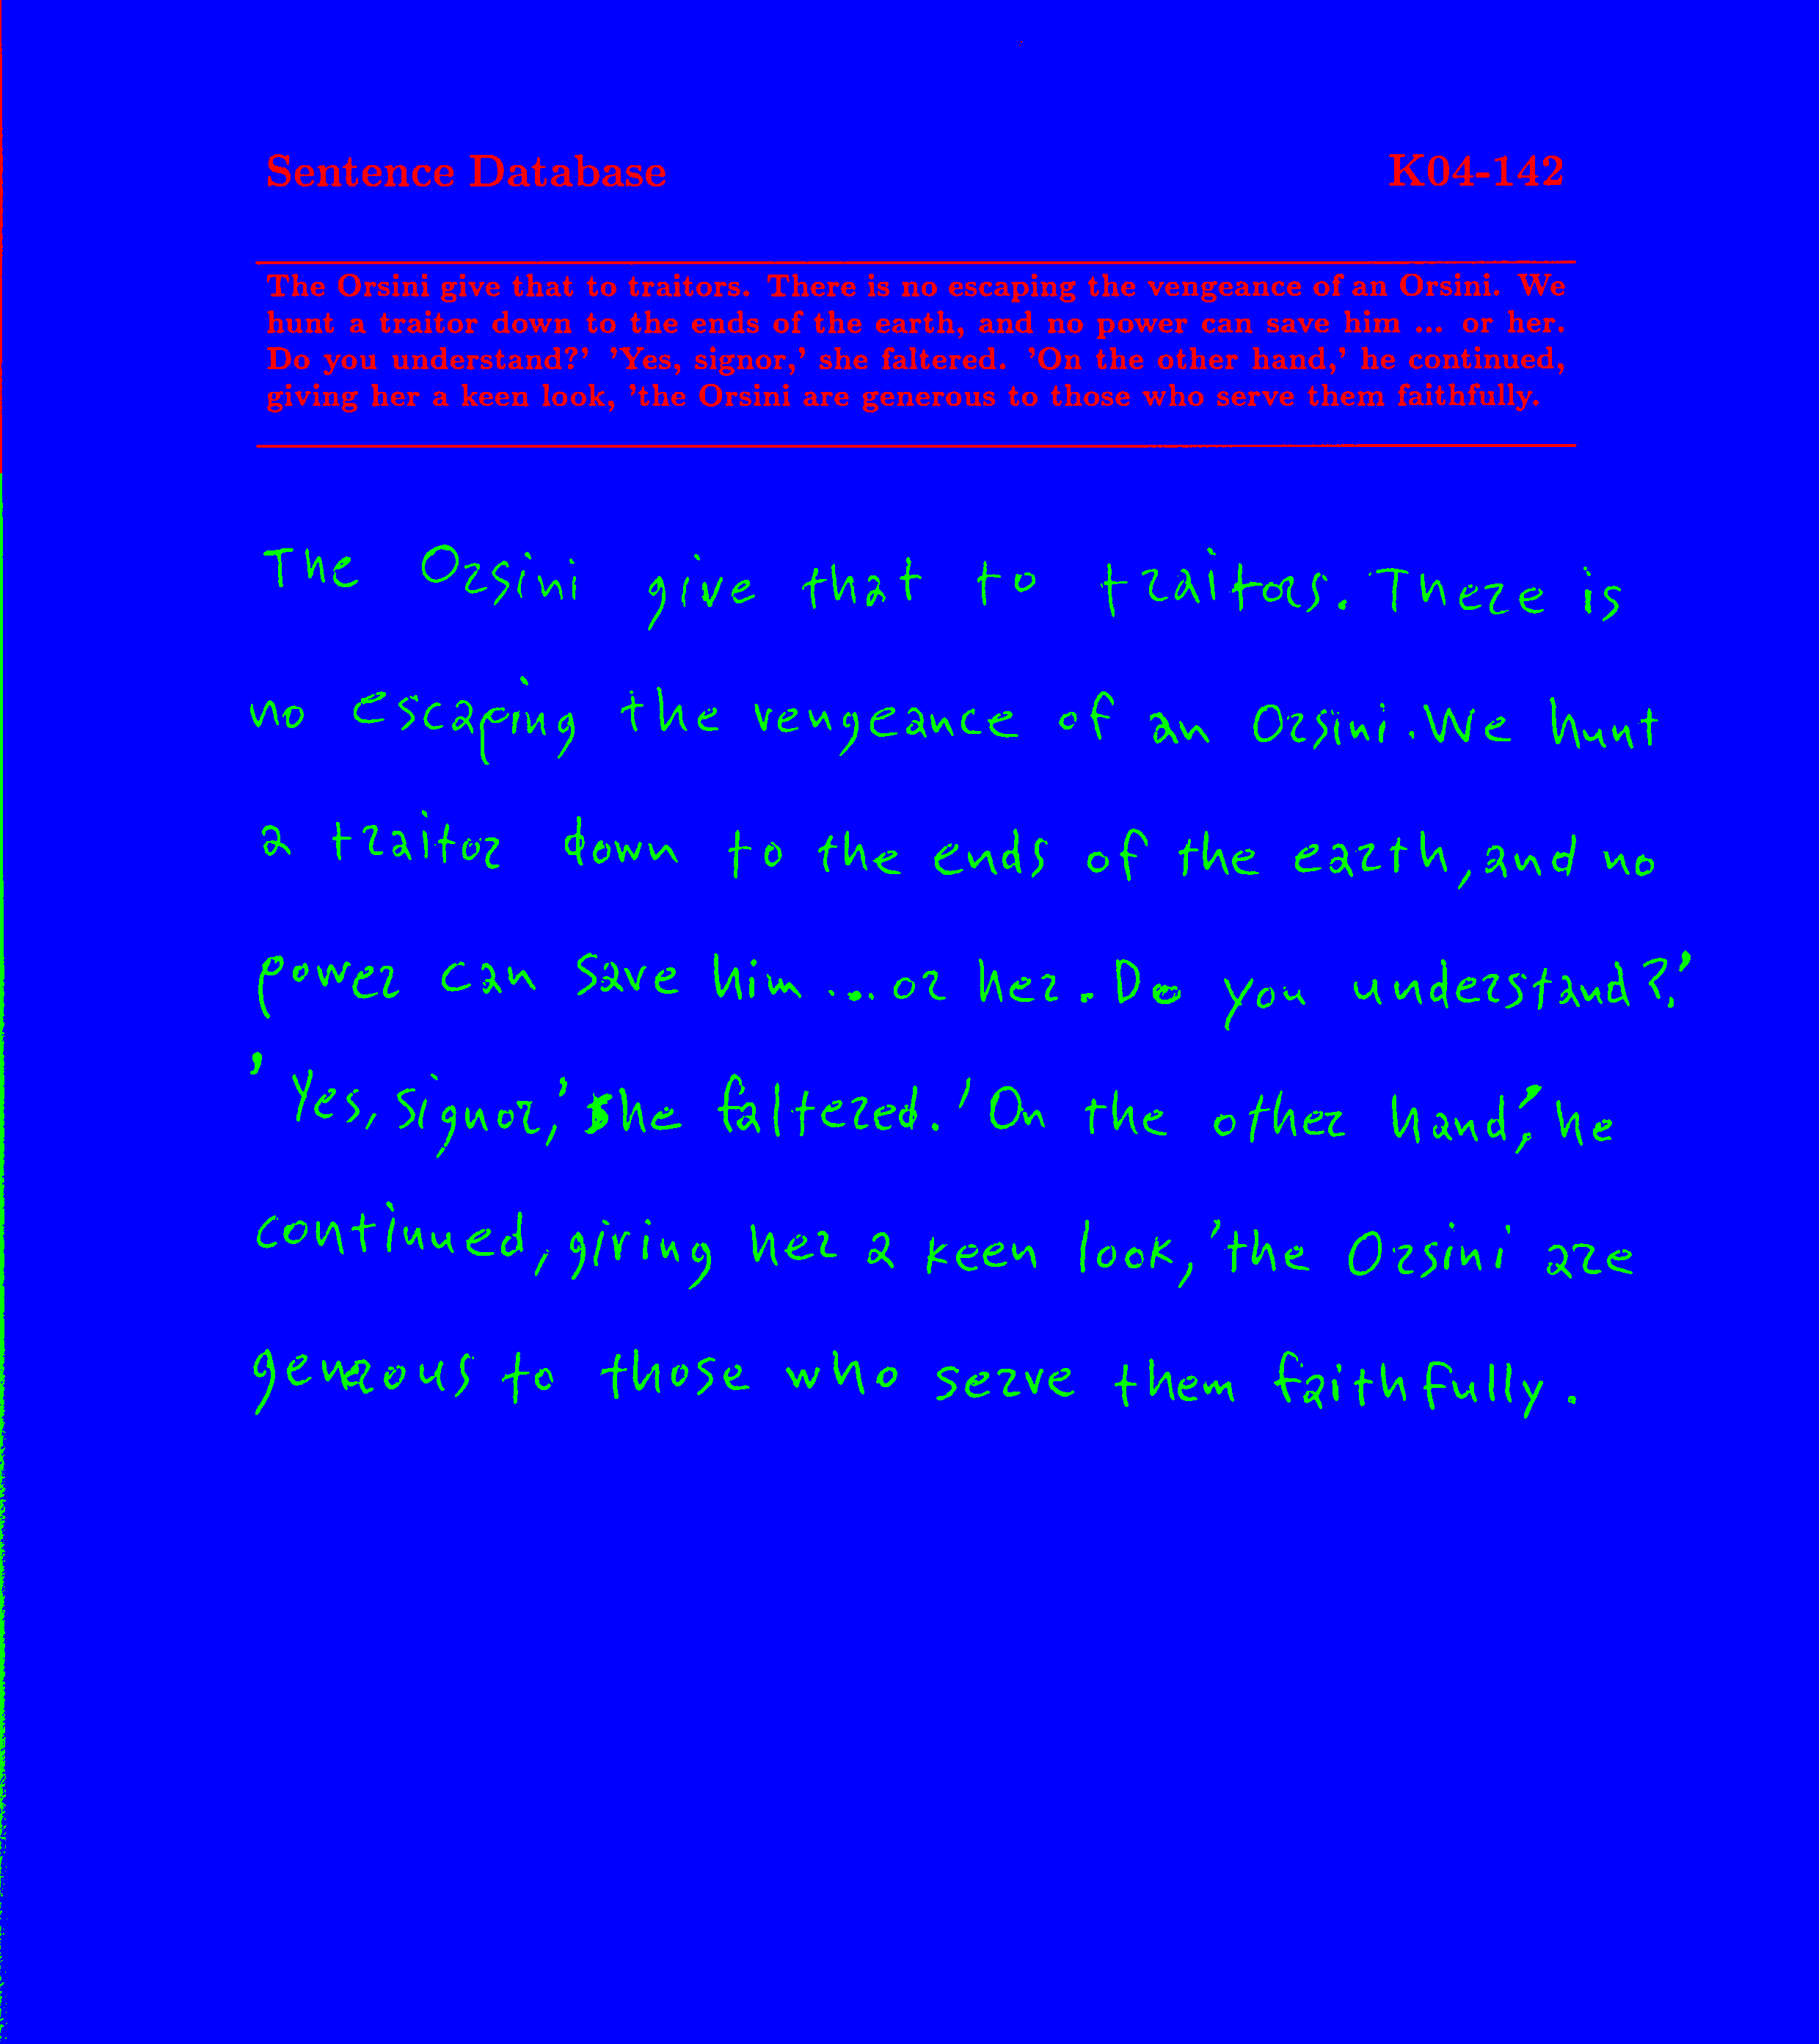 Sentence Database K04-142
The Orsini give that to traitors. There is no escaping the vengeance of an Orsini. We
hunt a traitor down to the ends of the earth, and no power can save him ... or her.
Do you understand?' 'Yes, signor,' she faltered. 'On the other hand,' he continued,
giving her a keen look, 'the Orsini are generous to those who serve them faithfully.
The Orsini give that to traitors. There is
no escaping the vengeance of an Orsini. We hunt
a traitor down to the ends of the earth, and no
power can save him ... or her. Do you understand?'
'Yes, signor,' she faltered. 'On the other hand,' he
continued, giving her a keen look, 'the Orsini are
generous to those who serve them faithfully.